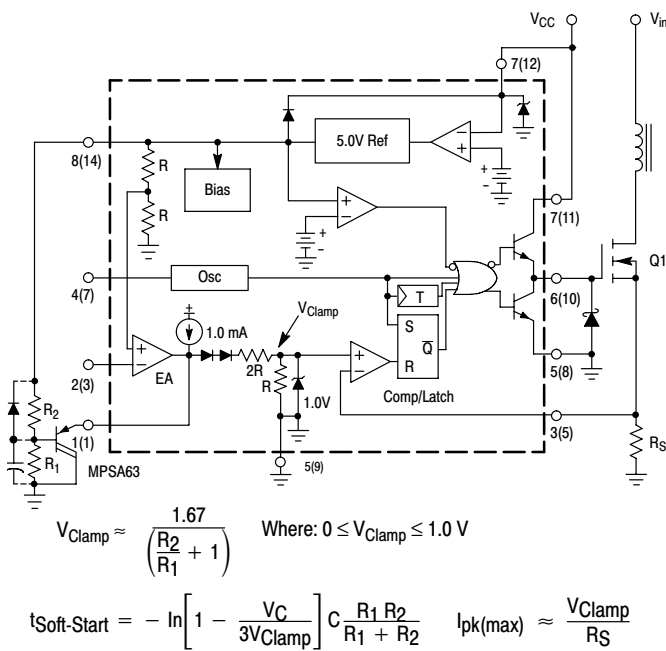 VCC
Vin
7(12)
8(14)
5.0V Ref
−
+
+
−
R
Bias
R
+
−
+
−
7(11)
Q1
4(7)
Osc
T
6(10)
VClamp
1.0 mA
S
Q̅
R
+
−
EA
2R
R
1.0V
+
−
Comp/Latch
5(8)
2(3)
R2
1(1)
R1
MPSA63
5(9)
3(5)
RS
VClamp ≈ 1.67 / (R2/R1 + 1) Where: 0 ≤ VClamp ≤ 1.0 V
tSoft-Start = − ln[1 − VC/3VClamp] C R1 R2/R1 + R2 Ipk(max) ≈ VClamp/RS